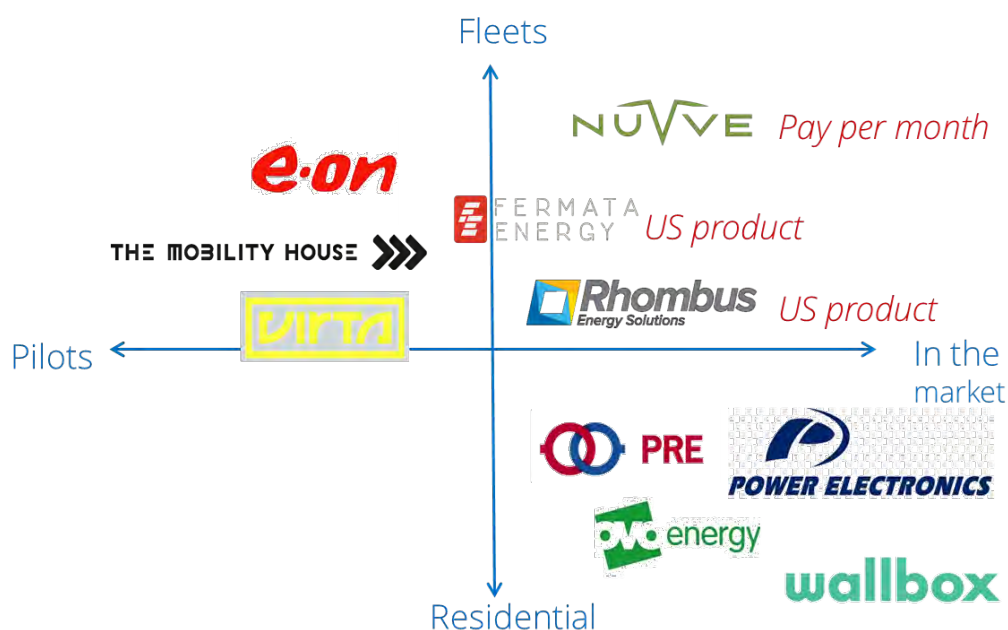 Fleets
NUVVE Pay per month
e·on
FERMATA
ENERGY US product
THE MOBILITY HOUSE
Rhombus
Energy Solutions
US product
VIRTA
Pilots
In the
market
PRE
POWER ELECTRONICS
ovo energy
wallbox
Residential